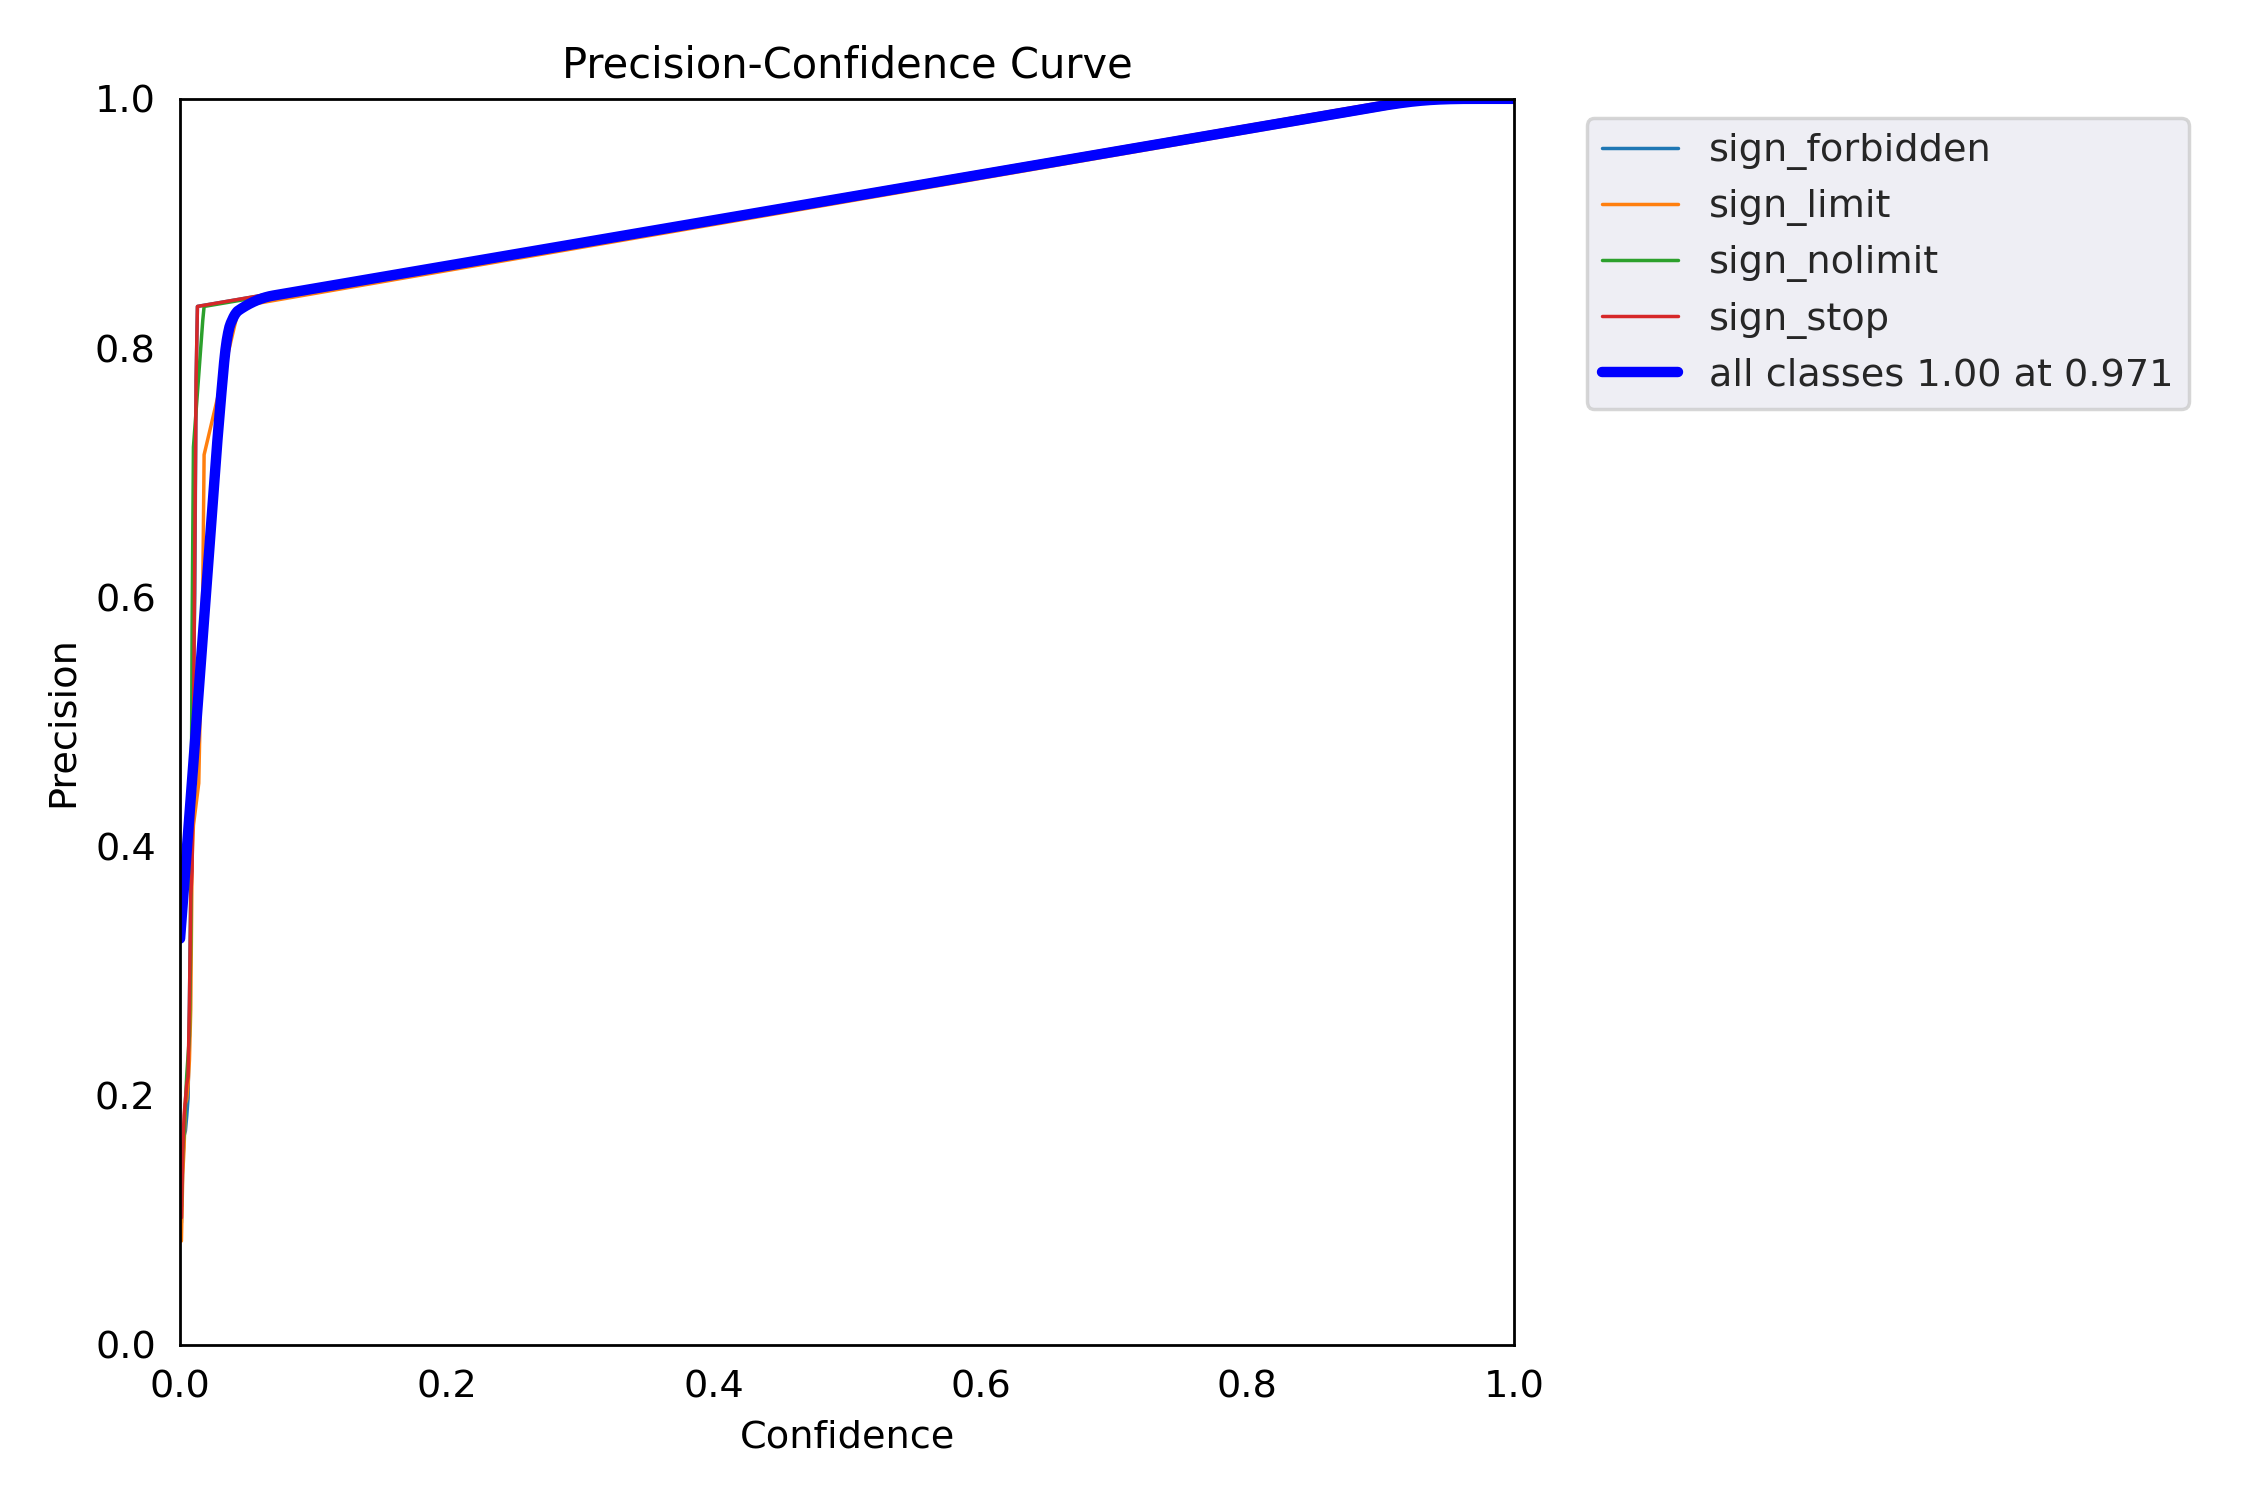 Precision-Confidence Curve
1.0
0.8
0.6
0.4
0.2
0.0
Precision
0.0 0.2 0.4 0.6 0.8 1.0
Confidence
sign_forbidden
sign_limit
sign_nolimit
sign_stop
all classes 1.00 at 0.971